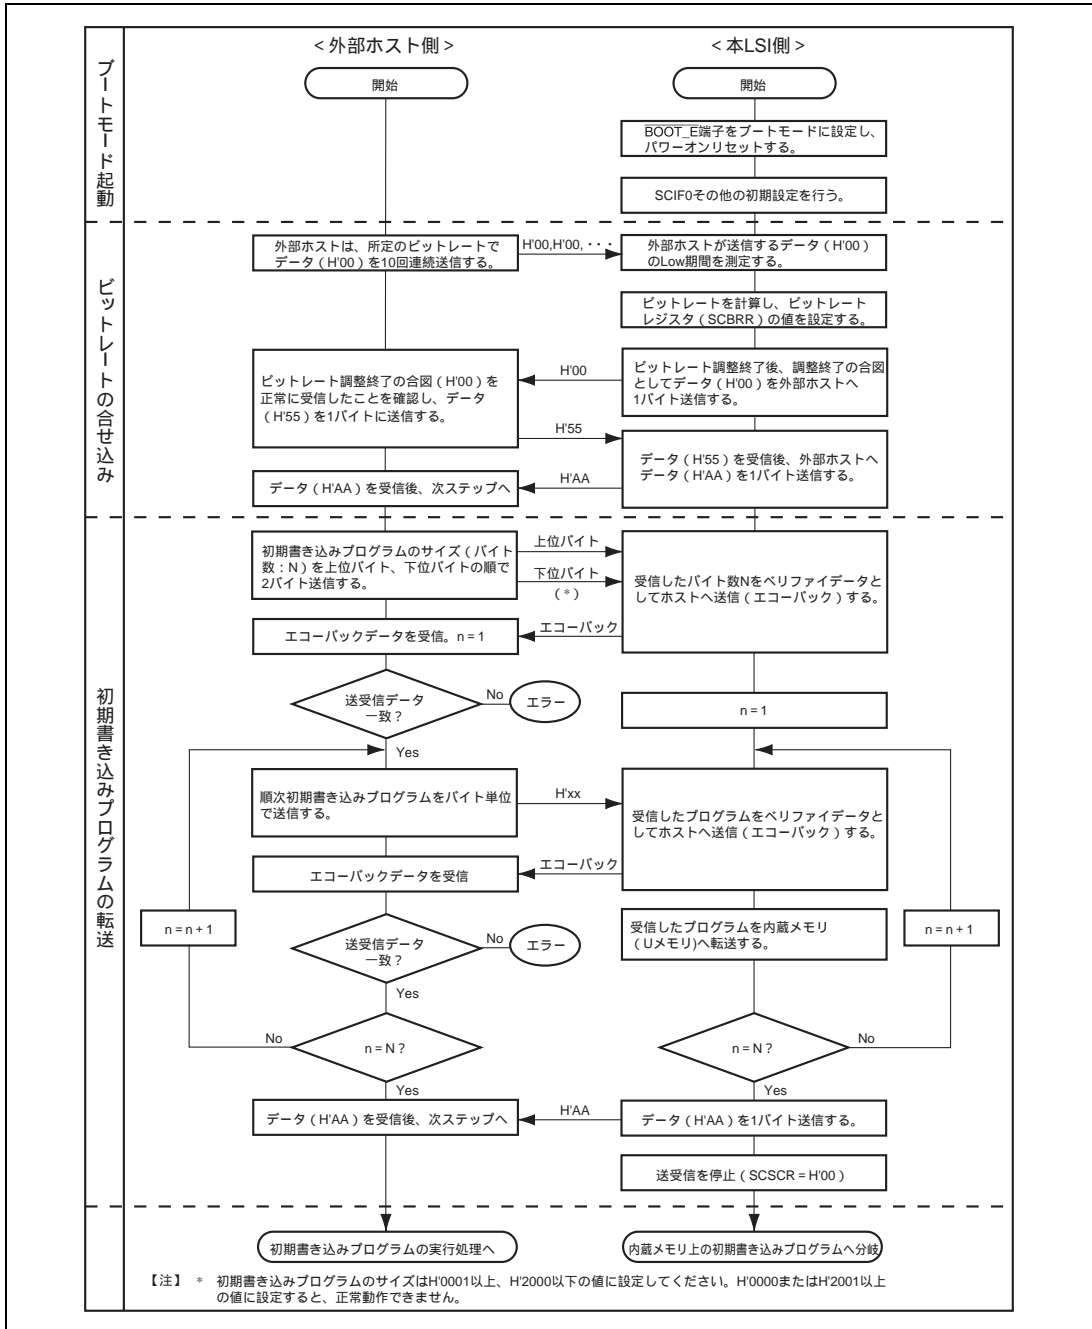 ブートモード起動
<外部ホスト側>
<本LSI側>
開始
開始
BOOT_E端子をブートモードに設定し、
パワーオンリセットする。
SCIF0その他の初期設定を行う。
ビットレートの合せ込み
外部ホストは、所定のビットレートで
データ(H'00)を10回連続送信する。
H'00,H'00,・・・
外部ホストが送信するデータ(H'00)
のLow期間を測定する。
ビットレートを計算し、ビットレート
レジスタ(SCBRR)の値を設定する。
ビットレート調整終了の合図(H'00)を
正常に受信したことを確認し、データ
(H'55)を1バイトに送信する。
H'00
ビットレート調整終了後、調整終了の合図
としてデータ(H'00)を外部ホストへ
1バイト送信する。
H'55
データ(H'55)を受信後、外部ホストへ
データ(H'AA)を1バイト送信する。
データ(H'AA)を受信後、次ステップへ
H'AA
初期書き込みプログラムの転送
初期書き込みプログラムのサイズ(バイト
数:N)を上位バイト、下位バイトの順で
2バイト送信する。
上位バイト
下位バイト
(*)
受信したバイト数Nをベリファイデータと
してホストへ送信(エコーバック)する。
エコーバックデータを受信。n = 1
エコーバック
送受信データ
一致?
No
エラー
Yes
n = 1
順次初期書き込みプログラムをバイト単位
で送信する。
H'xx
受信したプログラムをベリファイデータと
してホストへ送信(エコーバック)する。
エコーバックデータを受信
エコーバック
n = n + 1
送受信データ
一致?
No
エラー
Yes
受信したプログラムを内蔵メモリ
(Uメモリ)へ転送する。
n = n + 1
n = N?
No
Yes
n = N?
No
Yes
データ(H'AA)を受信後、次ステップへ
H'AA
データ(H'AA)を1バイト送信する。
送受信を停止(SCSCR = H'00)
初期書き込みプログラムの実行処理へ
内蔵メモリ上の初期書き込みプログラムへ分岐
【注】 * 初期書き込みプログラムのサイズはH'0001以上、H'2000以下の値に設定してください。H'0000またはH'2001以上
の値に設定すると、正常動作できません。